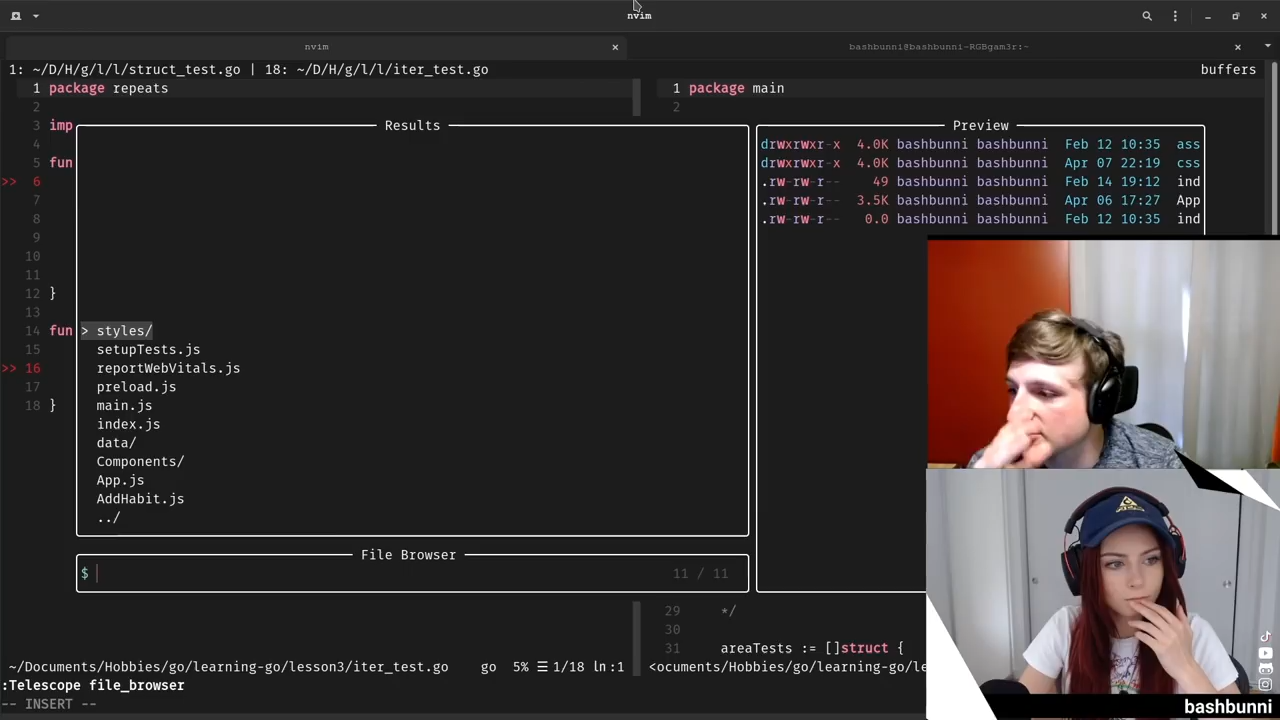 nvim
nvim
bashbunni@bashbunni-RGBgam3r:~
1: ~/D/H/g/l/l/struct_test.go | 18: ~/D/H/g/l/l/iter_test.go
buffers
1 package repeats
2
3 imp
4
5 fun
>> 6
7
8
9
10
11
12 }
13
14 fun
15
>> 16
17
18 }
Results
> styles/
setupTests.js
reportWebVitals.js
preload.js
main.js
index.js
data/
Components/
App.js
AddHabit.js
../
File Browser
$
11 / 11
1 package main
2
Preview
drwxrwxr-x 4.0K bashbunni bashbunni Feb 12 10:35 ass
drwxrwxr-x 4.0K bashbunni bashbunni Apr 07 22:19 css
.rw-rw-r-- 49 bashbunni bashbunni Feb 14 19:12 ind
.rw-rw-r-- 3.5K bashbunni bashbunni Apr 06 17:27 App
.rw-rw-r-- 0.0 bashbunni bashbunni Feb 12 10:35 ind
29 */
30
31 areaTests := []struct {
~/Documents/Hobbies/go/learning-go/lesson3/iter_test.go go 5% ☰ 1/18 ln:1
<ocuments/Hobbies/go/learning-go/le
:Telescope file_browser
-- INSERT --
bashbunni